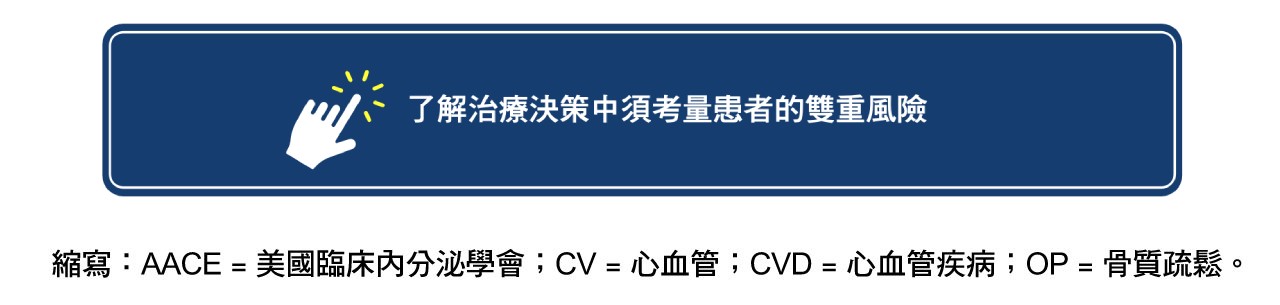 了解治療決策中須考量患者的雙重風險
縮寫：AACE = 美國臨床內分泌學會；CV = 心血管；CVD = 心血管疾病；OP = 骨質疏鬆。